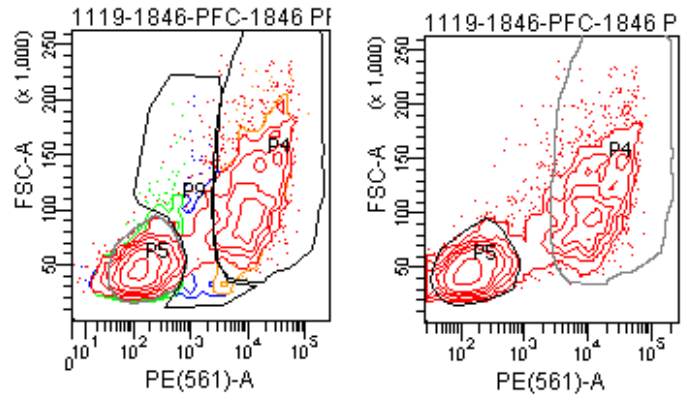 1119-1846-PFC-1846 PF
FSC-A
(x 1,000)
250
200
150
100
50
P4
P9
P5
0 10^1 10^2 10^3 10^4 10^5
PE(561)-A
1119-1846-PFC-1846 P
FSC-A
(x 1,000)
250
200
150
100
50
P4
P5
10^2 10^3 10^4 10^5
PE(561)-A